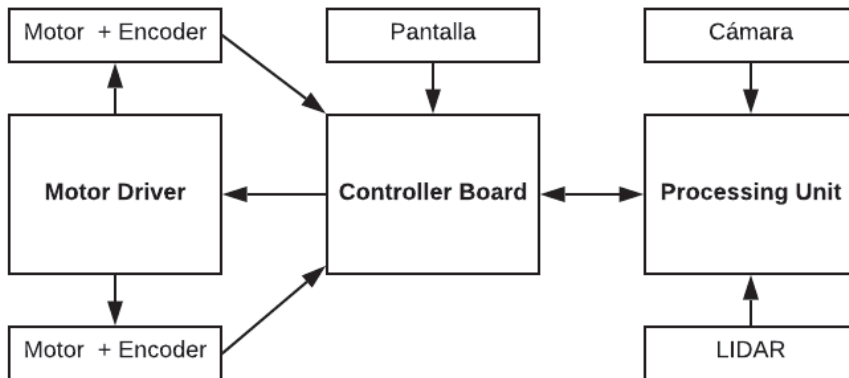 Motor + Encoder
Pantalla
Cámara
Motor Driver
Controller Board
Processing Unit
Motor + Encoder
LIDAR